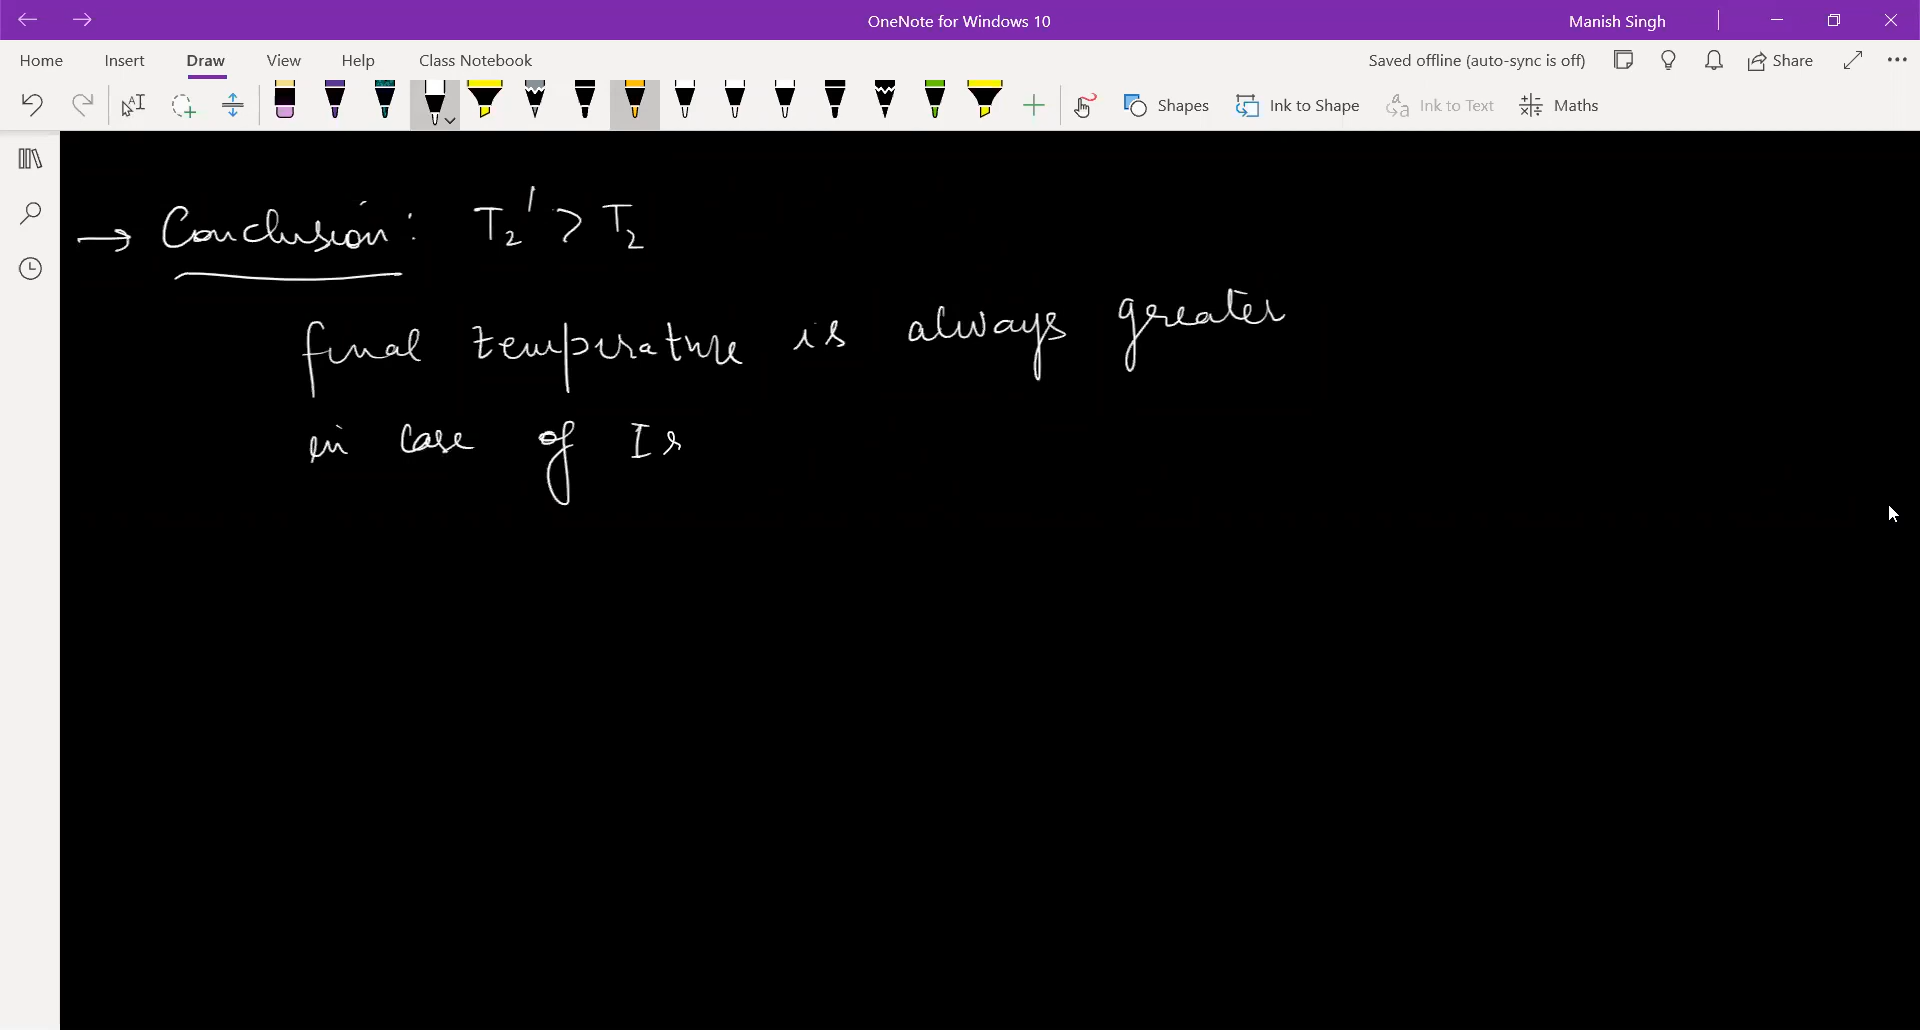 OneNote for Windows 10
Manish Singh
Home Insert Draw View Help Class Notebook
Saved offline (auto-sync is off) Share
Shapes Ink to Shape Ink to Text Maths
→ Conclusion: T₂' > T₂
final temperature is always greater
in case of Is